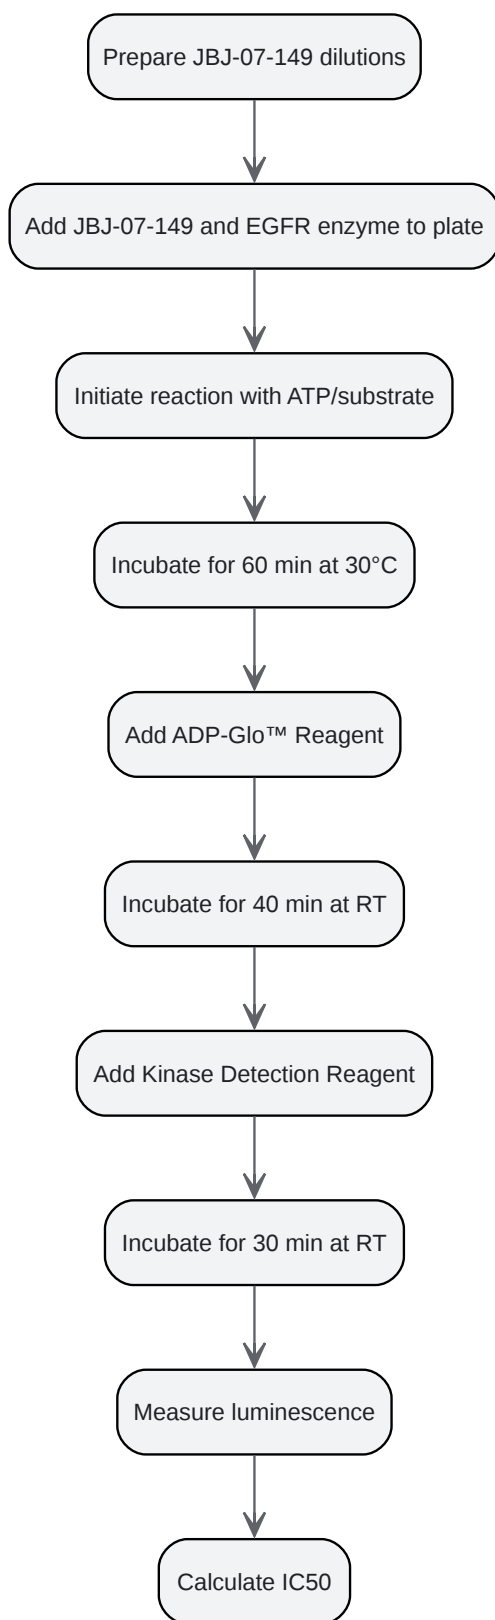 Prepare JBJ-07-149 dilutions
Add JBJ-07-149 and EGFR enzyme to plate
Initiate reaction with ATP/substrate
Incubate for 60 min at 30°C
Add ADP-Glo™ Reagent
Incubate for 40 min at RT
Add Kinase Detection Reagent
Incubate for 30 min at RT
Measure luminescence
Calculate IC50